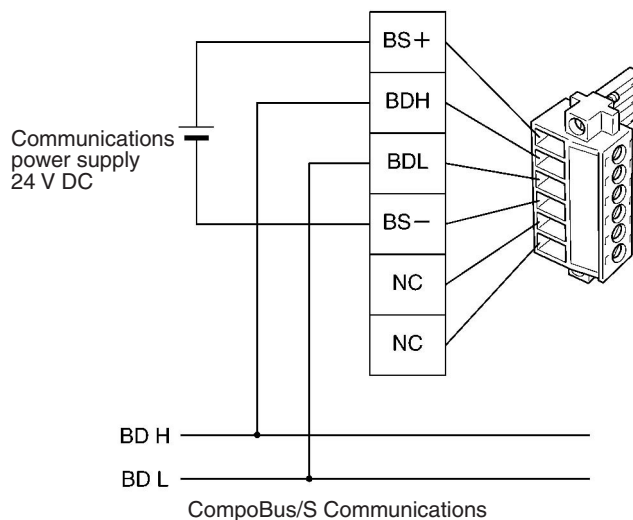 BS+
BDH
BDL
BS−
NC
NC
Communications
power supply
24 V DC
BD H
BD L
CompoBus/S Communications